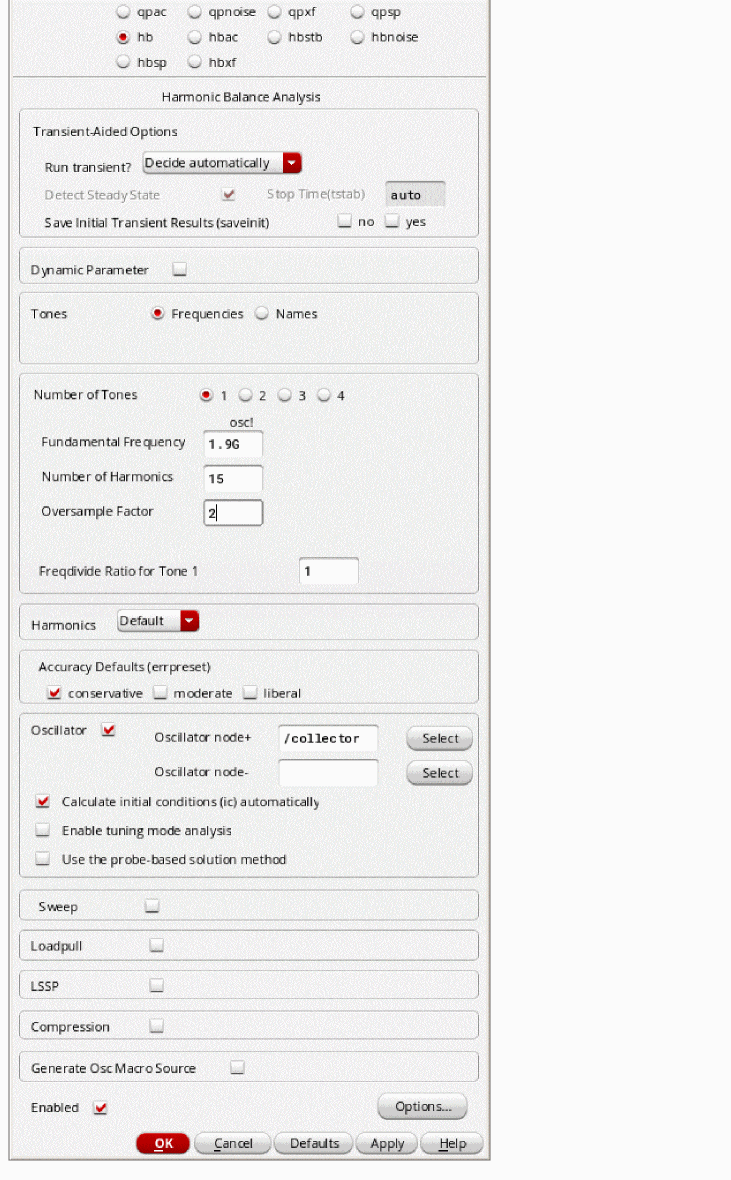 qpac qpnoise qpxf qpsp
hb hbac hbstb hbnoise
hbsp hbxf
Harmonic Balance Analysis
Transient-Aided Options
Run transient? Decide automatically
Detect Steady State Stop Time(tstab) auto
Save Initial Transient Results (saveinit) no yes
Dynamic Parameter
Tones Frequencies Names
Number of Tones 1 2 3 4
osc!
Fundamental Frequency 1.9G
Number of Harmonics 15
Oversample Factor 2
Freqdivide Ratio for Tone 1 1
Harmonics Default
Accuracy Defaults (errpreset)
conservative moderate liberal
Oscillator Oscillator node+ /collector Select
Oscillator node- Select
Calculate initial conditions (ic) automatically
Enable tuning mode analysis
Use the probe-based solution method
Sweep
Loadpull
LSSP
Compression
Generate Osc Macro Source
Enabled Options...
OK Cancel Defaults Apply Help